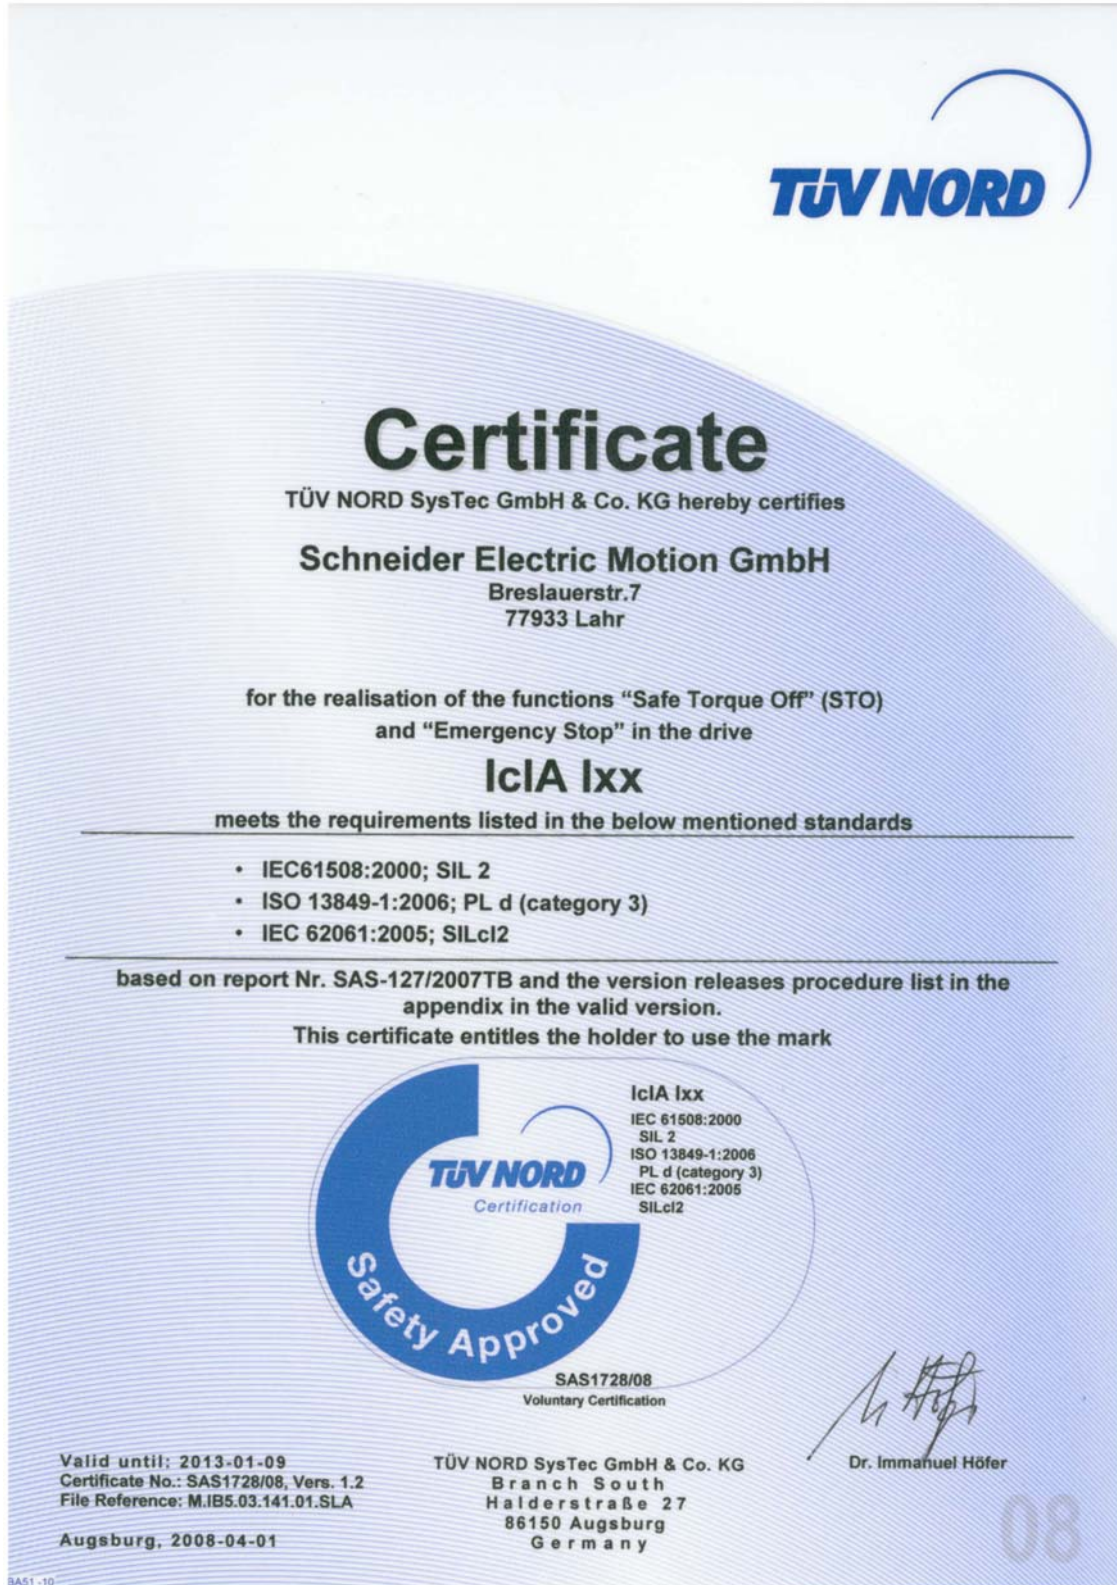 TÜV NORD
Certificate
TÜV NORD SysTec GmbH & Co. KG hereby certifies
Schneider Electric Motion GmbH
Breslauerstr.7
77933 Lahr
for the realisation of the functions “Safe Torque Off” (STO)
and “Emergency Stop” in the drive
IclA Ixx
meets the requirements listed in the below mentioned standards
• IEC61508:2000; SIL 2
• ISO 13849-1:2006; PL d (category 3)
• IEC 62061:2005; SILcl2
based on report Nr. SAS-127/2007TB and the version releases procedure list in the
appendix in the valid version.
This certificate entitles the holder to use the mark
IclA Ixx
IEC 61508:2000
SIL 2
ISO 13849-1:2006
PL d (category 3)
IEC 62061:2005
SILcl2
TÜV NORD
Certification
Safety Approved
SAS1728/08
Voluntary Certification
Valid until: 2013-01-09
Certificate No.: SAS1728/08, Vers. 1.2
File Reference: M.IB5.03.141.01.SLA
Augsburg, 2008-04-01
TÜV NORD SysTec GmbH & Co. KG
Branch South
Halderstraße 27
86150 Augsburg
Germany
Dr. Immanuel Höfer
08